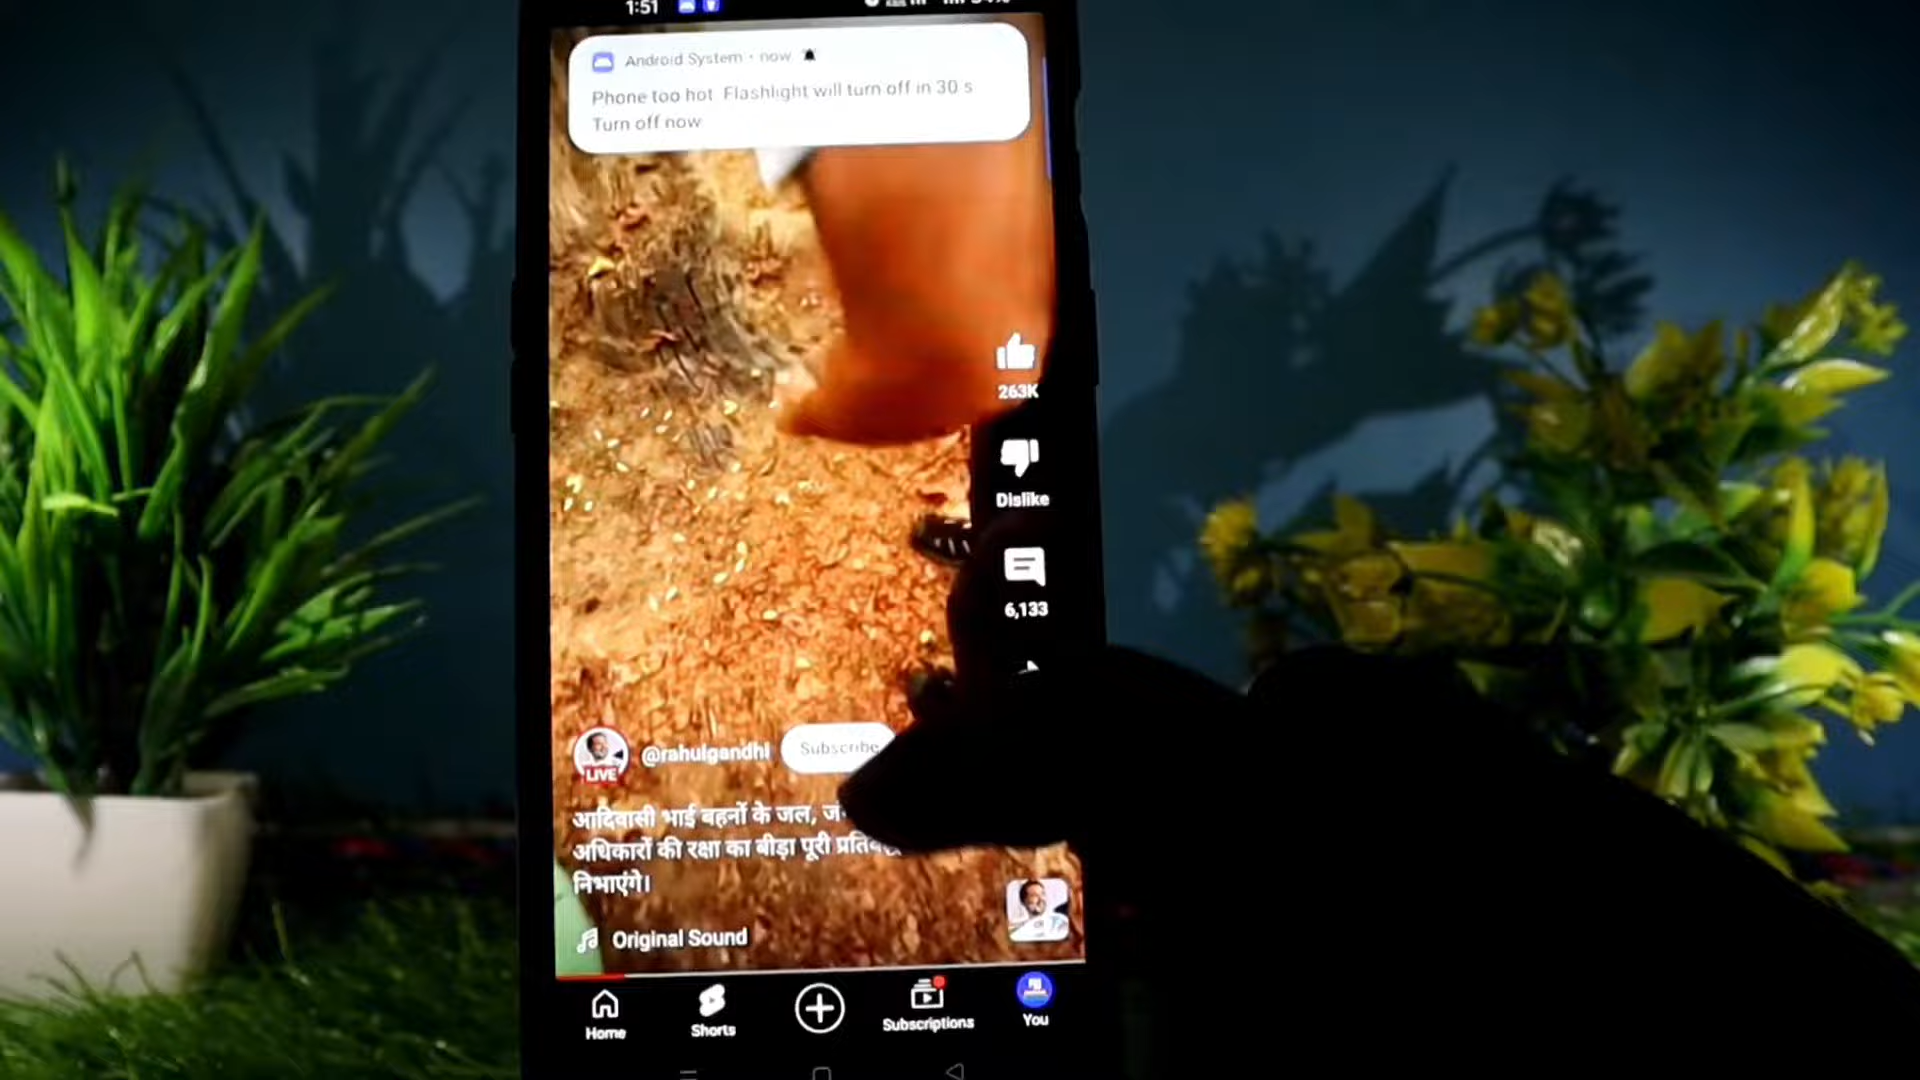 1:51
Android System • now
Phone too hot Flashlight will turn off in 30 s
Turn off now
263K
Dislike
6,133
@rahulgandhi
Subscribe
LIVE
आदिवासी भाई बहनों के जल,
अधिकारों की रक्षा का बीड़ा पूरी
निभाएंगे।
Original Sound
Home
Shorts
Subscriptions
You